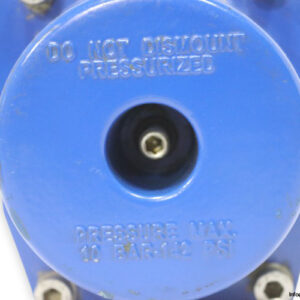 DO NOT DISMOUNT
PRESSURIZED
PRESSURE MAX.
10 BAR-142 PSI